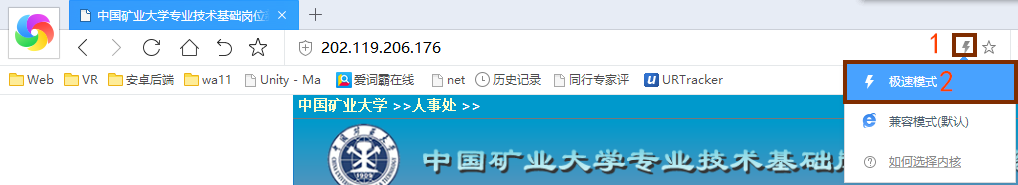 中国矿业大学专业技术基础岗位
202.119.206.176
1
Web VR 安卓后端 wa11 Unity - Ma 爱词霸在线 net 历史记录 同行专家评 URTracker
极速模式 2
兼容模式(默认)
如何选择内核
中国矿业大学 >>人事处 >>
中国矿业大学专业技术基础